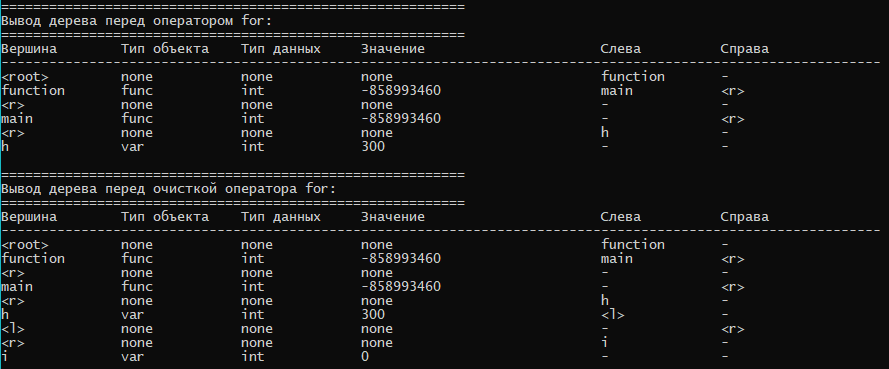 ==========================================================
Вывод дерева перед оператором for:
==========================================================
Вершина Тип объекта Тип данных Значение Слева Справа
--------------------------------------------------------------------------------------------------------------
<root> none none none function -
function func int -858993460 main <r>
<r> none none none - -
main func int -858993460 - <r>
<r> none none none h -
h var int 300 - -
==========================================================
Вывод дерева перед очисткой оператора for:
==========================================================
Вершина Тип объекта Тип данных Значение Слева Справа
--------------------------------------------------------------------------------------------------------------
<root> none none none function -
function func int -858993460 main <r>
<r> none none none - -
main func int -858993460 - <r>
<r> none none none h -
h var int 300 <l> -
<l> none none none - <r>
<r> none none none i -
i var int 0 - -